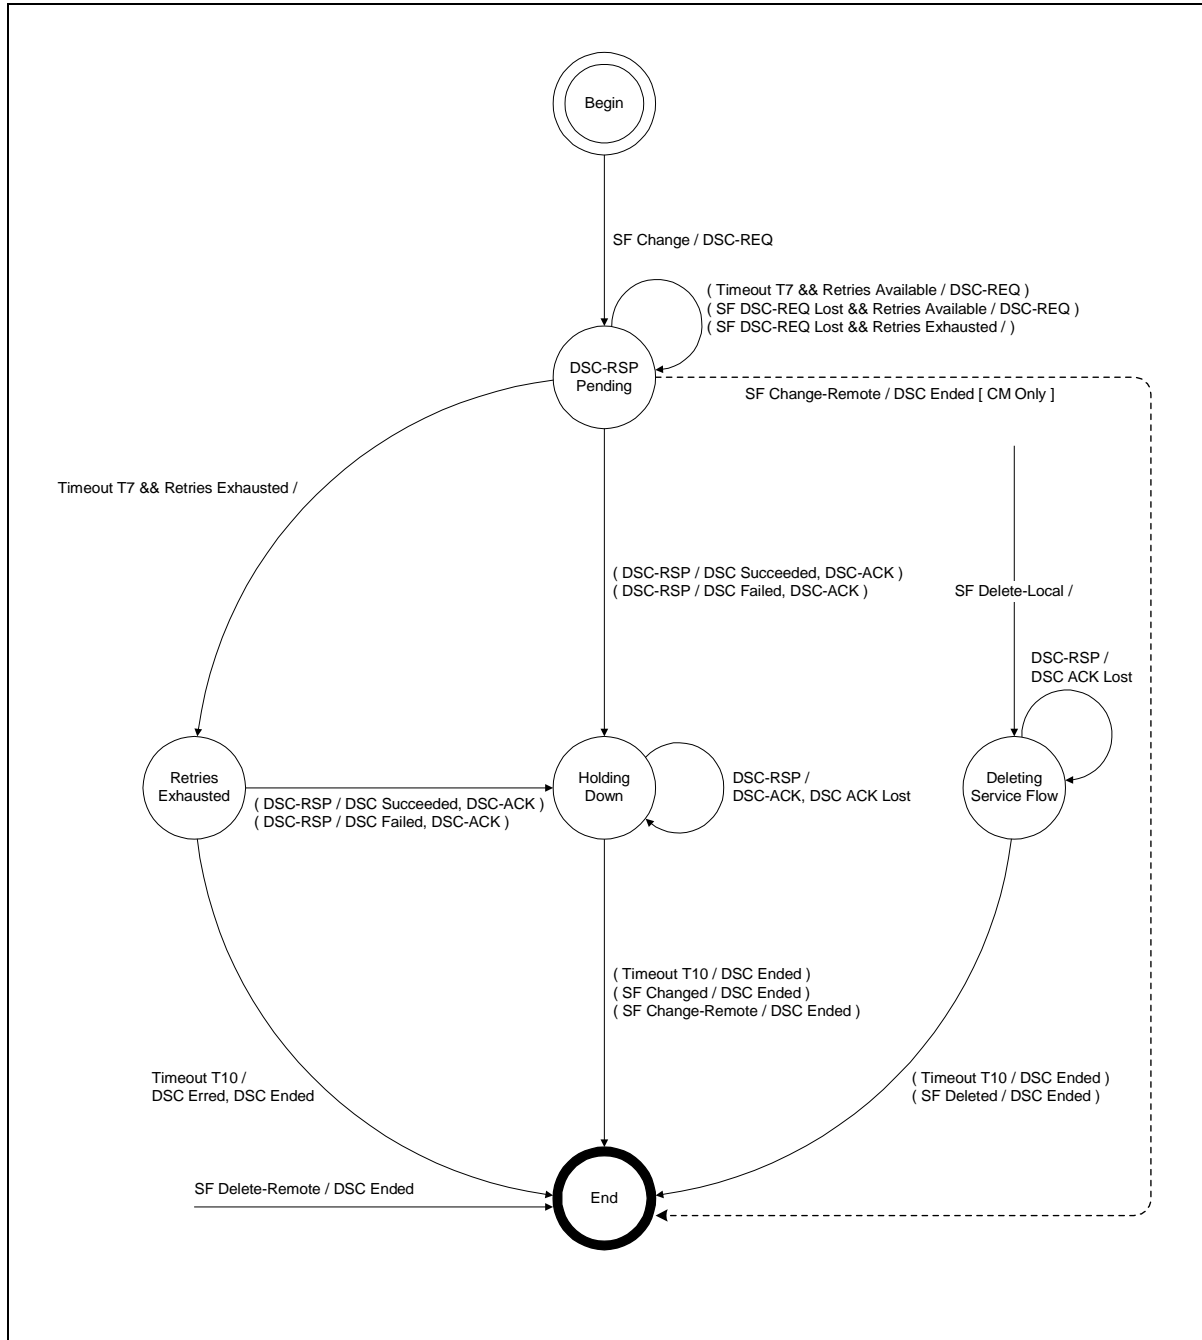 Begin
SF Change / DSC-REQ
( Timeout T7 && Retries Available / DSC-REQ )
( SF DSC-REQ Lost && Retries Available / DSC-REQ )
( SF DSC-REQ Lost && Retries Exhausted / )
DSC-RSP
Pending
SF Change-Remote / DSC Ended [ CM Only ]
Timeout T7 && Retries Exhausted /
( DSC-RSP / DSC Succeeded, DSC-ACK )
( DSC-RSP / DSC Failed, DSC-ACK )
SF Delete-Local /
DSC-RSP /
DSC ACK Lost
Retries
Exhausted
( DSC-RSP / DSC Succeeded, DSC-ACK )
( DSC-RSP / DSC Failed, DSC-ACK )
Holding
Down
DSC-RSP /
DSC-ACK, DSC ACK Lost
Deleting
Service Flow
( Timeout T10 / DSC Ended )
( SF Changed / DSC Ended )
( SF Change-Remote / DSC Ended )
Timeout T10 /
DSC Erred, DSC Ended
( Timeout T10 / DSC Ended )
( SF Deleted / DSC Ended )
SF Delete-Remote / DSC Ended
End